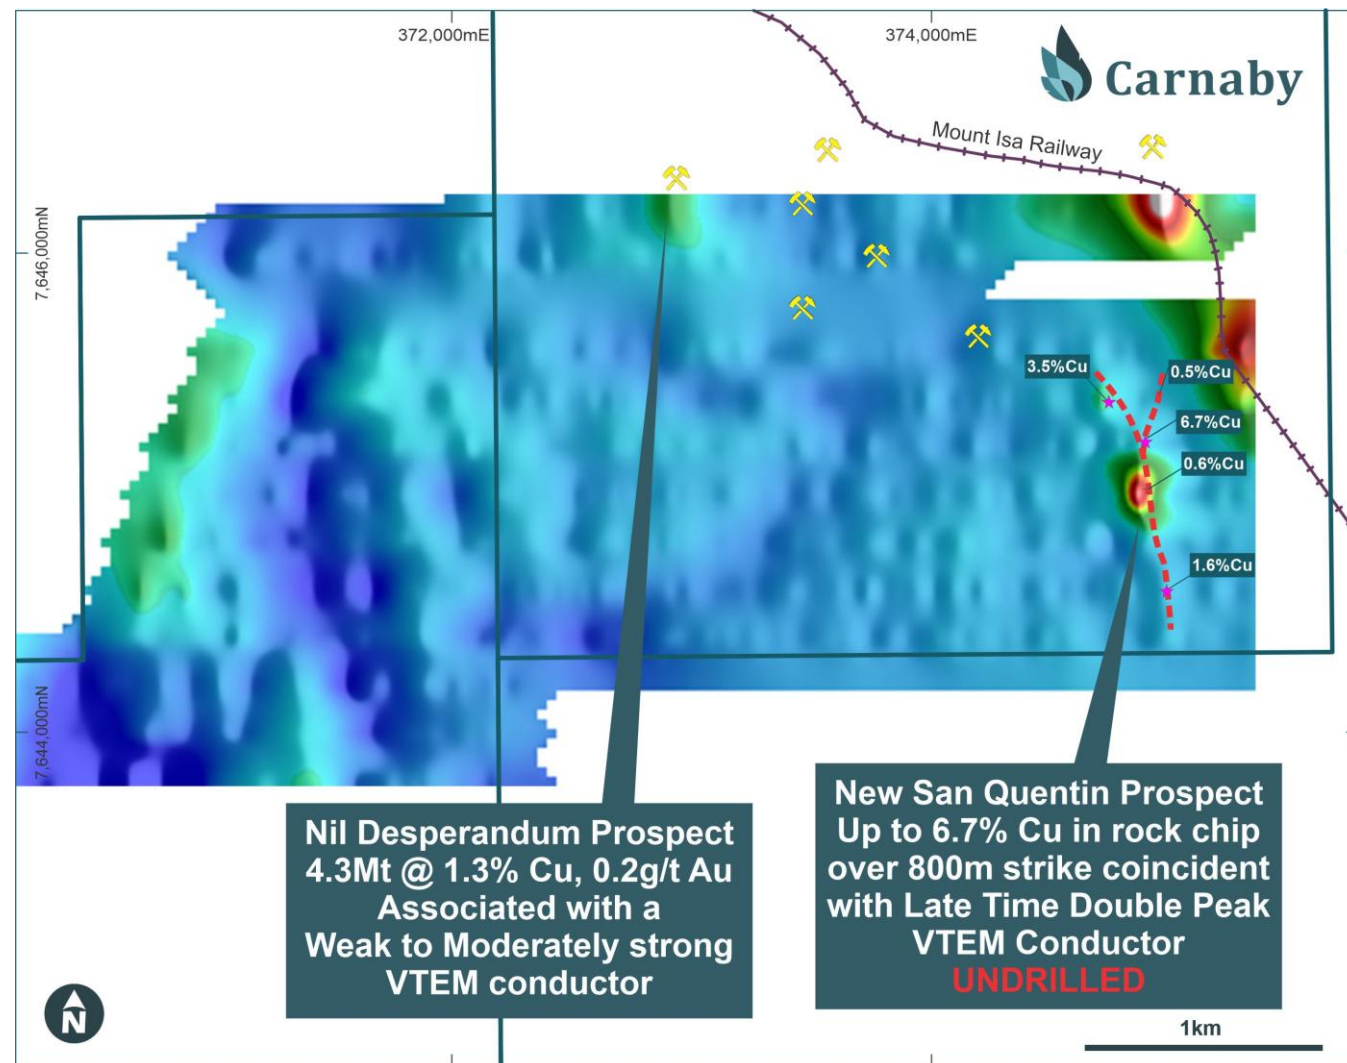 372,000mE
374,000mE
Carnaby
Mount Isa Railway
7,646,000mN
3.5%Cu
0.5%Cu
6.7%Cu
0.6%Cu
1.6%Cu
7,644,000mN
Nil Desperandum Prospect
4.3Mt @ 1.3% Cu, 0.2g/t Au
Associated with a
Weak to Moderately strong
VTEM conductor
New San Quentin Prospect
Up to 6.7% Cu in rock chip
over 800m strike coincident
with Late Time Double Peak
VTEM Conductor
UNDRILLED
N
1km